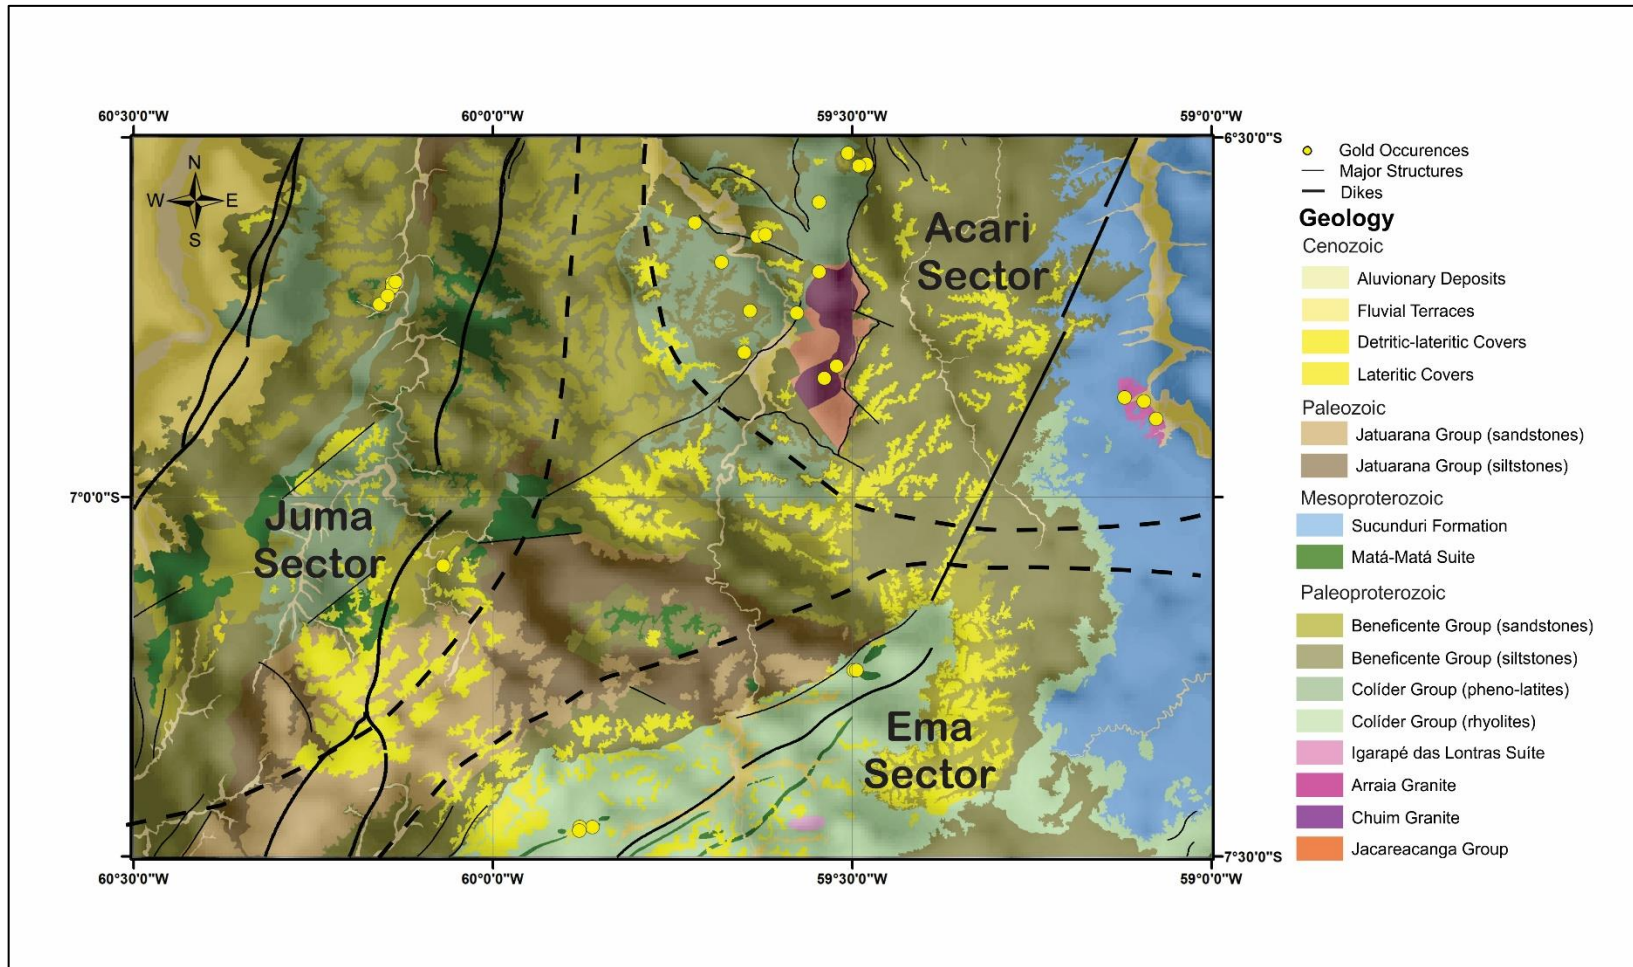 60°30'0"W
60°0'0"W
59°30'0"W
59°0'0"W
6°30'0"S
N
W
E
S
Acari
Sector
7°0'0"S
Juma
Sector
Ema
Sector
7°30'0"S
60°30'0"W
60°0'0"W
59°30'0"W
59°0'0"W
Gold Occurences
Major Structures
Dikes
Geology
Cenozoic
Aluvionary Deposits
Fluvial Terraces
Detritic-lateritic Covers
Lateritic Covers
Paleozoic
Jatuarana Group (sandstones)
Jatuarana Group (siltstones)
Mesoproterozoic
Sucunduri Formation
Matá-Matá Suite
Paleoproterozoic
Beneficente Group (sandstones)
Beneficente Group (siltstones)
Colíder Group (pheno-latites)
Colíder Group (rhyolites)
Igarapé das Lontras Suíte
Arraia Granite
Chuim Granite
Jacareacanga Group